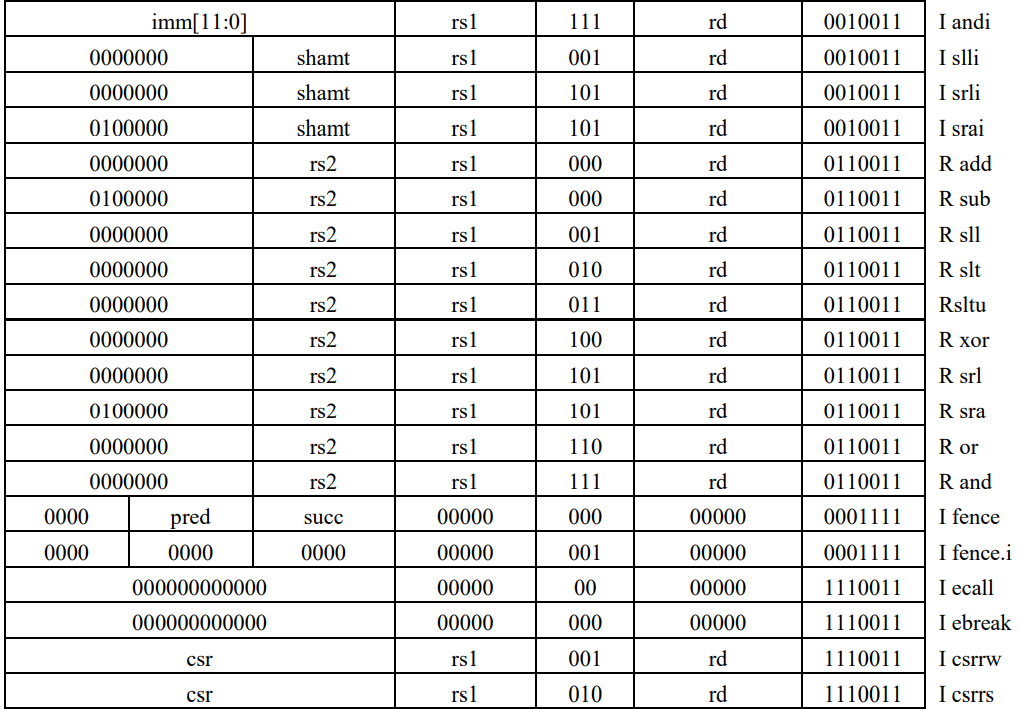 imm[11:0] rs1 111 rd 0010011 I andi
0000000 shamt rs1 001 rd 0010011 I slli
0000000 shamt rs1 101 rd 0010011 I srli
0100000 shamt rs1 101 rd 0010011 I srai
0000000 rs2 rs1 000 rd 0110011 R add
0100000 rs2 rs1 000 rd 0110011 R sub
0000000 rs2 rs1 001 rd 0110011 R sll
0000000 rs2 rs1 010 rd 0110011 R slt
0000000 rs2 rs1 011 rd 0110011 Rsltu
0000000 rs2 rs1 100 rd 0110011 R xor
0000000 rs2 rs1 101 rd 0110011 R srl
0100000 rs2 rs1 101 rd 0110011 R sra
0000000 rs2 rs1 110 rd 0110011 R or
0000000 rs2 rs1 111 rd 0110011 R and
0000 pred succ 00000 000 00000 0001111 I fence
0000 0000 0000 00000 001 00000 0001111 I fence.i
000000000000 00000 00 00000 1110011 I ecall
000000000000 00000 000 00000 1110011 I ebreak
csr rs1 001 rd 1110011 I csrrw
csr rs1 010 rd 1110011 I csrrs